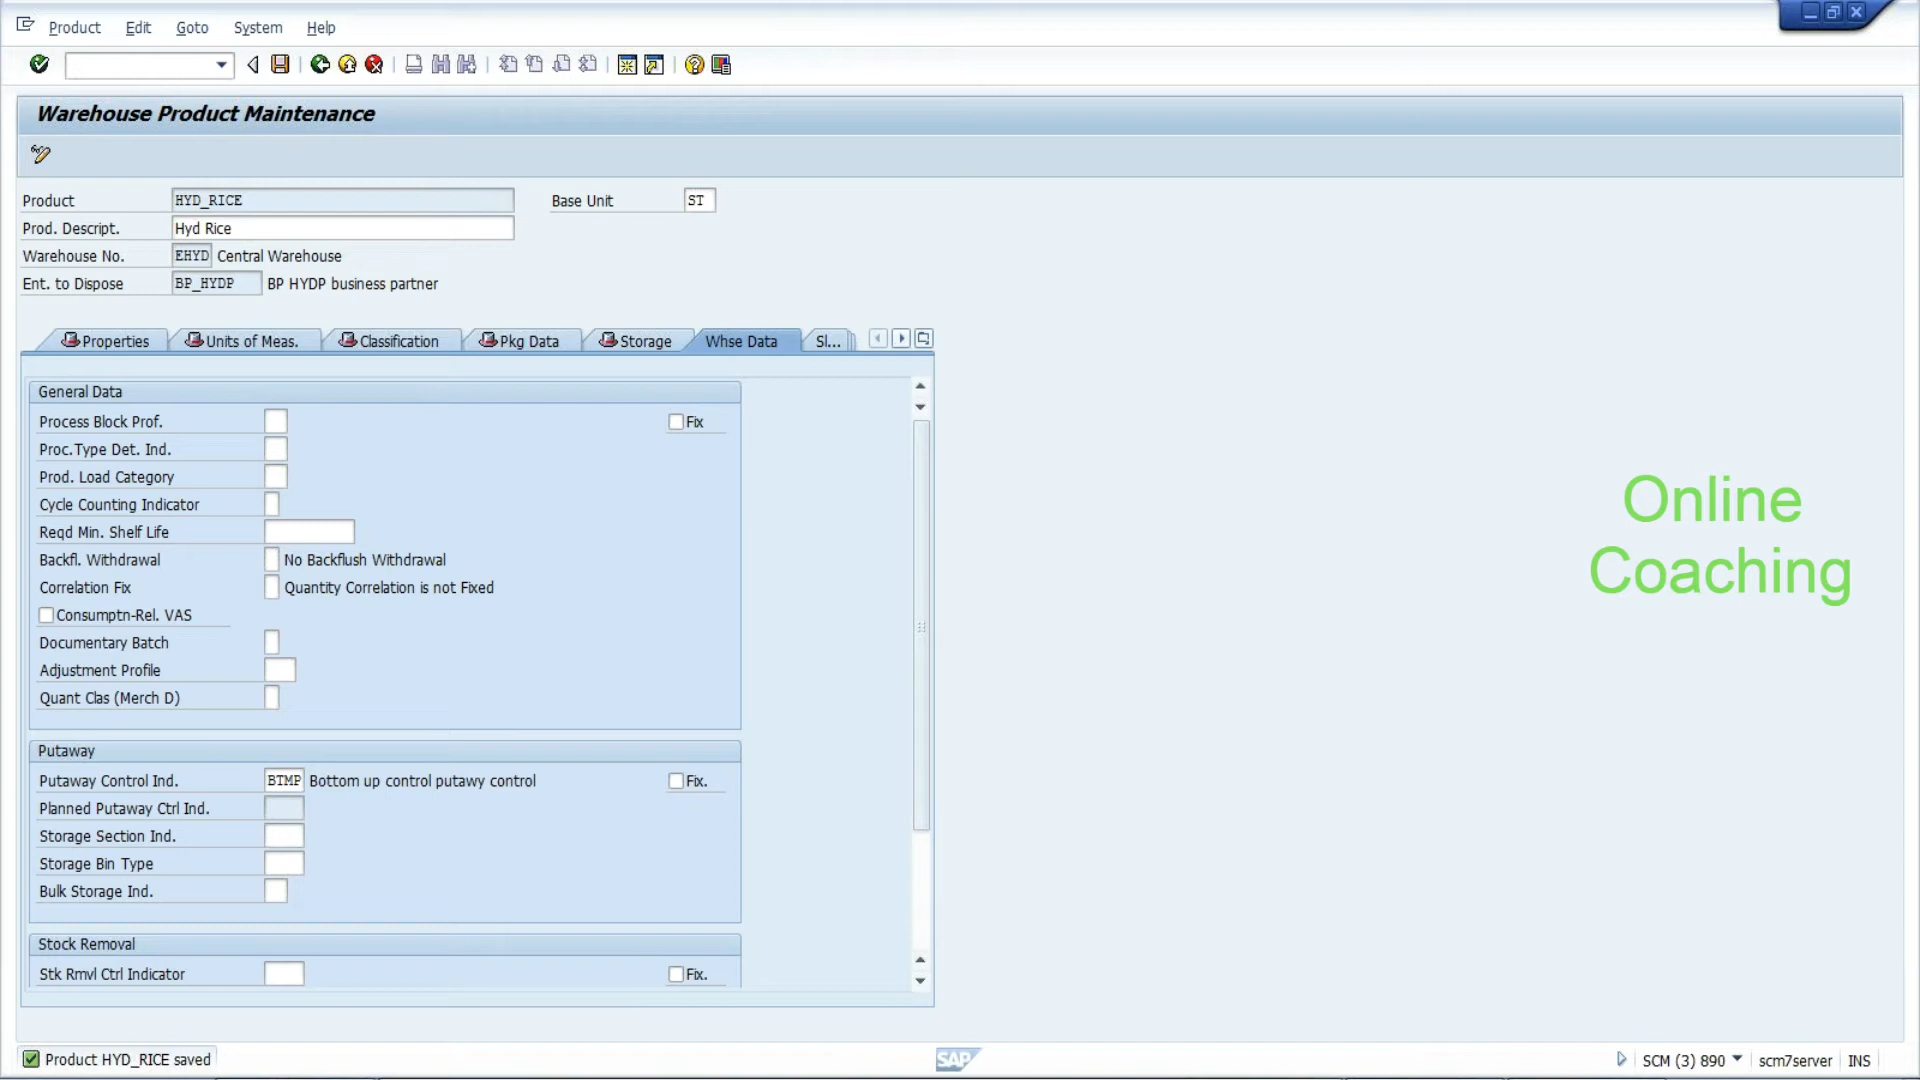 Product Edit Goto System Help
Warehouse Product Maintenance
Product HYD_RICE Base Unit ST
Prod. Descript. Hyd Rice
Warehouse No. EHYD Central Warehouse
Ent. to Dispose BP_HYDP BP HYDP business partner
Properties Units of Meas. Classification Pkg Data Storage Whse Data Sl...
General Data
Process Block Prof. Fix
Proc.Type Det. Ind.
Prod. Load Category
Cycle Counting Indicator
Reqd Min. Shelf Life
Backfl. Withdrawal No Backflush Withdrawal
Correlation Fix Quantity Correlation is not Fixed
Consumptn-Rel. VAS
Documentary Batch
Adjustment Profile
Quant Clas (Merch D)
Putaway
Putaway Control Ind. BTMP Bottom up control putawy control Fix.
Planned Putaway Ctrl Ind.
Storage Section Ind.
Storage Bin Type
Bulk Storage Ind.
Stock Removal
Stk Rmvl Ctrl Indicator Fix.
Online
Coaching
Product HYD_RICE saved SAP SCM (3) 890 scm7server INS